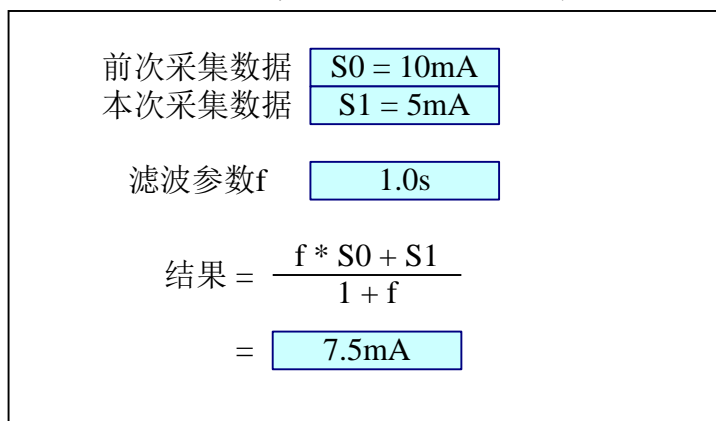 前次采集数据 S0 = 10mA
本次采集数据 S1 = 5mA
滤波参数f 1.0s
结果 = f * S0 + S1
1 + f
= 7.5mA